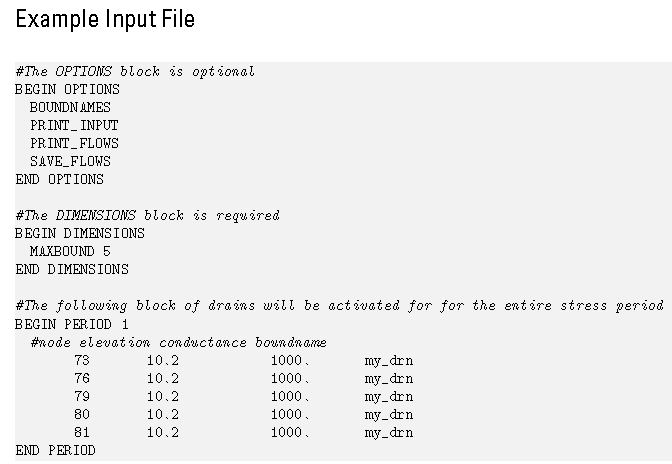 Example Input File
#The OPTIONS block is optional
BEGIN OPTIONS
BOUNDNAMES
PRINT_INPUT
PRINT_FLOWS
SAVE_FLOWS
END OPTIONS
#The DIMENSIONS block is required
BEGIN DIMENSIONS
MAXBOUND 5
END DIMENSIONS
#The following block of drains will be activated for for the entire stress period
BEGIN PERIOD 1
#node elevation conductance boundname
73 10.2 1000. my_drn
76 10.2 1000. my_drn
79 10.2 1000. my_drn
80 10.2 1000. my_drn
81 10.2 1000. my_drn
END PERIOD